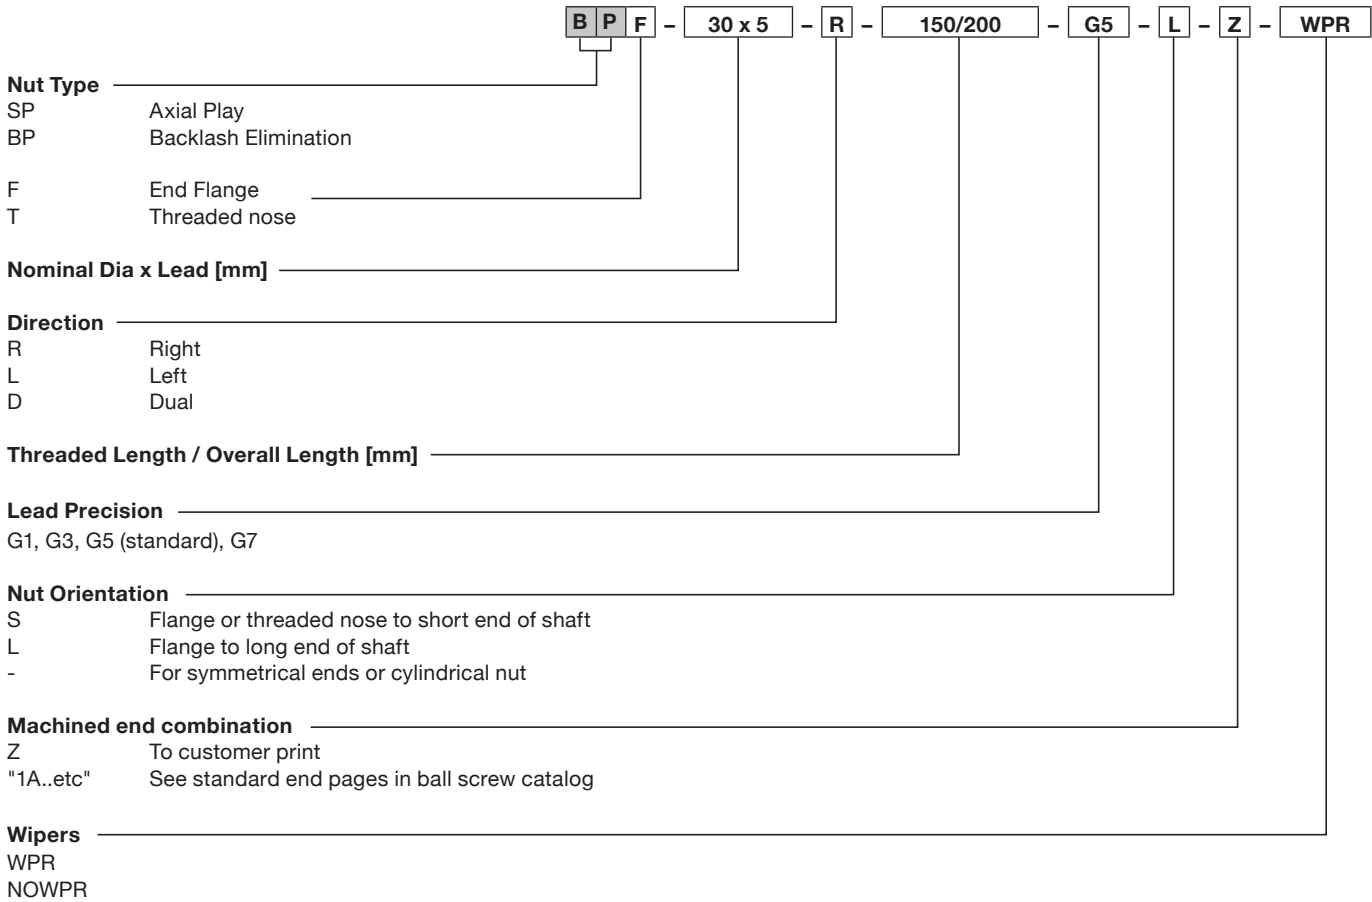 B P F – 30 x 5 – R – 150/200 – G5 – L – Z – WPR
Nut Type
SP Axial Play
BP Backlash Elimination
F End Flange
T Threaded nose
Nominal Dia x Lead [mm]
Direction
R Right
L Left
D Dual
Threaded Length / Overall Length [mm]
Lead Precision
G1, G3, G5 (standard), G7
Nut Orientation
S Flange or threaded nose to short end of shaft
L Flange to long end of shaft
- For symmetrical ends or cylindrical nut
Machined end combination
Z To customer print
"1A..etc" See standard end pages in ball screw catalog
Wipers
WPR
NOWPR